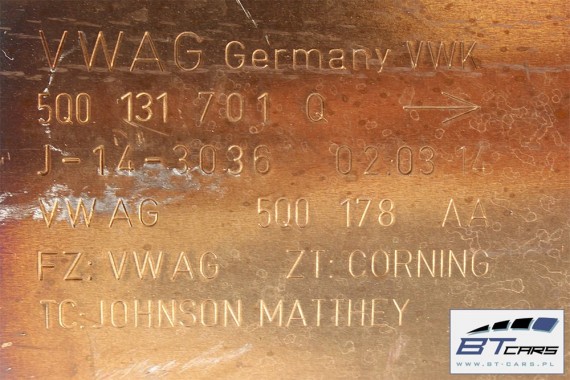 VWAG Germany VWK
5Q0 131 701 Q
J-14-3036 02:03 14
VWAG 5Q0 178 AA
FZ: VWAG ZT: CORNING
TC: JOHNSON MATTHEY
BT CARS
WWW.BT-CARS.PL